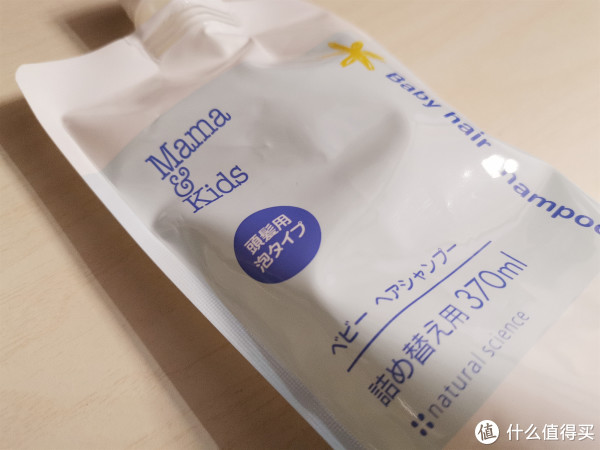 Mama
&
Kids
Baby hair
hampoo
頭髪用
泡タイプ
ベビー ヘアシャンプー
詰め替え用 370ml
natural science
值 什么值得买